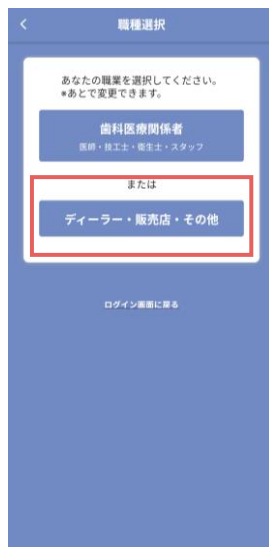 職種選択
あなたの職業を選択してください。
*あとで変更できます。
歯科医療関係者
医師・技工士・衛生士・スタッフ
または
ディーラー・販売店・その他
ログイン画面に戻る